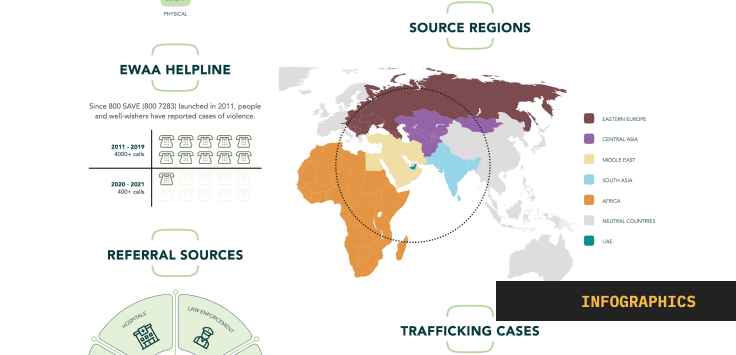 PHYSICAL
EWAA HELPLINE
Since 800 SAVE (800 7283) launched in 2011, people
and well-wishers have reported cases of violence.
2011 - 2019
4000+ calls
2020 - 2021
400+ calls
REFERRAL SOURCES
HOSPITALS
LAW ENFORCEMENT
SOURCE REGIONS
EASTERN EUROPE
CENTRAL ASIA
MIDDLE EAST
SOUTH ASIA
AFRICA
NEUTRAL COUNTRIES
UAE
INFOGRAPHICS
TRAFFICKING CASES